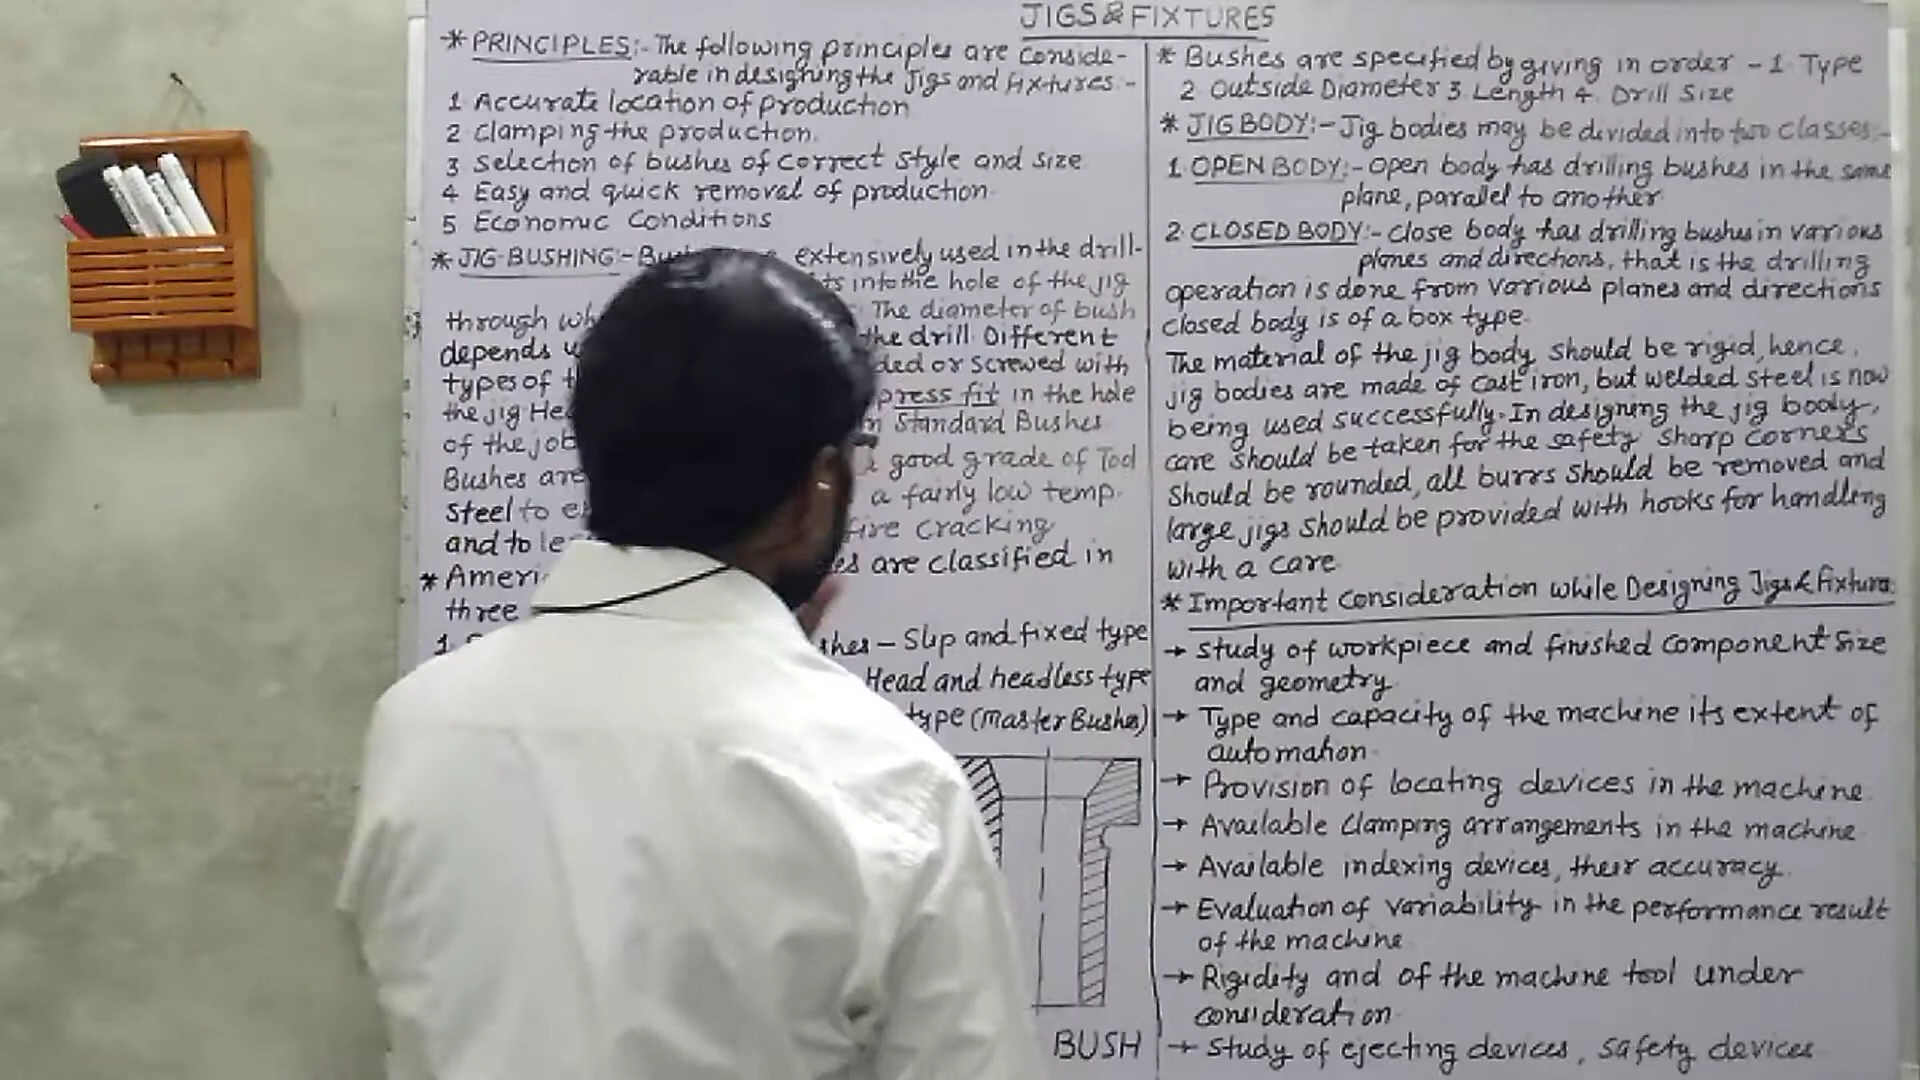 JIGS & FIXTURES
* PRINCIPLES:- The following principles are conside-
rable in designing the Jigs and fixtures:-
1 Accurate location of production
2 Clamping the production.
3 Selection of bushes of correct style and size
4 Easy and quick removal of production
5 Economic Conditions
* JIG-BUSHING:- extensively used in the drill-
into the hole of the jig
through The diameter of bush
depends the drill. Different
types of or screwed with
the jig press fit in the hole
of the job Standard Bushes
Bushes are good grade of Tool
Steel to a fairly low temp.
and to fire cracking
* are classified in
three
1 Slip and fixed type
Head and headless type
type (Master Bushes)
BUSH
* Bushes are specified by giving in order - 1. Type
2. Outside Diameter 3. Length 4. Drill Size
* JIG BODY:- Jig bodies may be divided into two classes:-
1. OPEN BODY:- Open body has drilling bushes in the same
plane, parallel to another
2. CLOSED BODY:- Close body has drilling bushes in various
planes and directions, that is the drilling
operation is done from various planes and directions
closed body is of a box type.
The material of the jig body should be rigid, hence,
jig bodies are made of cast iron, but welded steel is now
being used successfully. In designing the jig body,
care should be taken for the safety sharp corners
should be rounded, all burrs should be removed and
large jigs should be provided with hooks for handling
with a care
* Important consideration while Designing Jigs & fixtures
→ Study of workpiece and finished component size
and geometry
→ Type and capacity of the machine its extent of
automation.
→ Provision of locating devices in the machine
→ Available clamping arrangements in the machine
→ Available indexing devices, their accuracy.
→ Evaluation of variability in the performance result
of the machine
→ Rigidity and of the machine tool under
consideration
→ Study of ejecting devices, safety devices